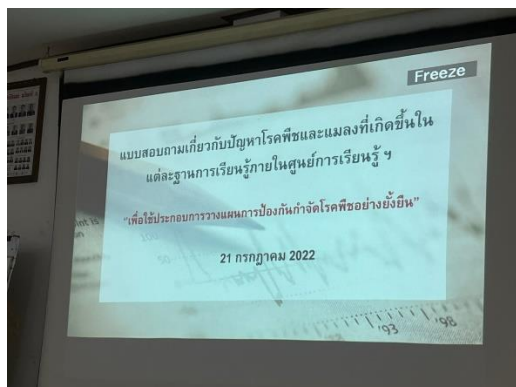 Freeze
แบบสอบถามเกี่ยวกับปัญหาโรคพืชและแมลงที่เกิดขึ้นใน
แต่ละฐานการเรียนรู้ภายในศูนย์การเรียนรู้ ฯ
“เพื่อใช้ประกอบการวางแผนการป้องกันกำจัดโรคพืชอย่างยั้งยืน”
21 กรกฎาคม 2022
'93
'98